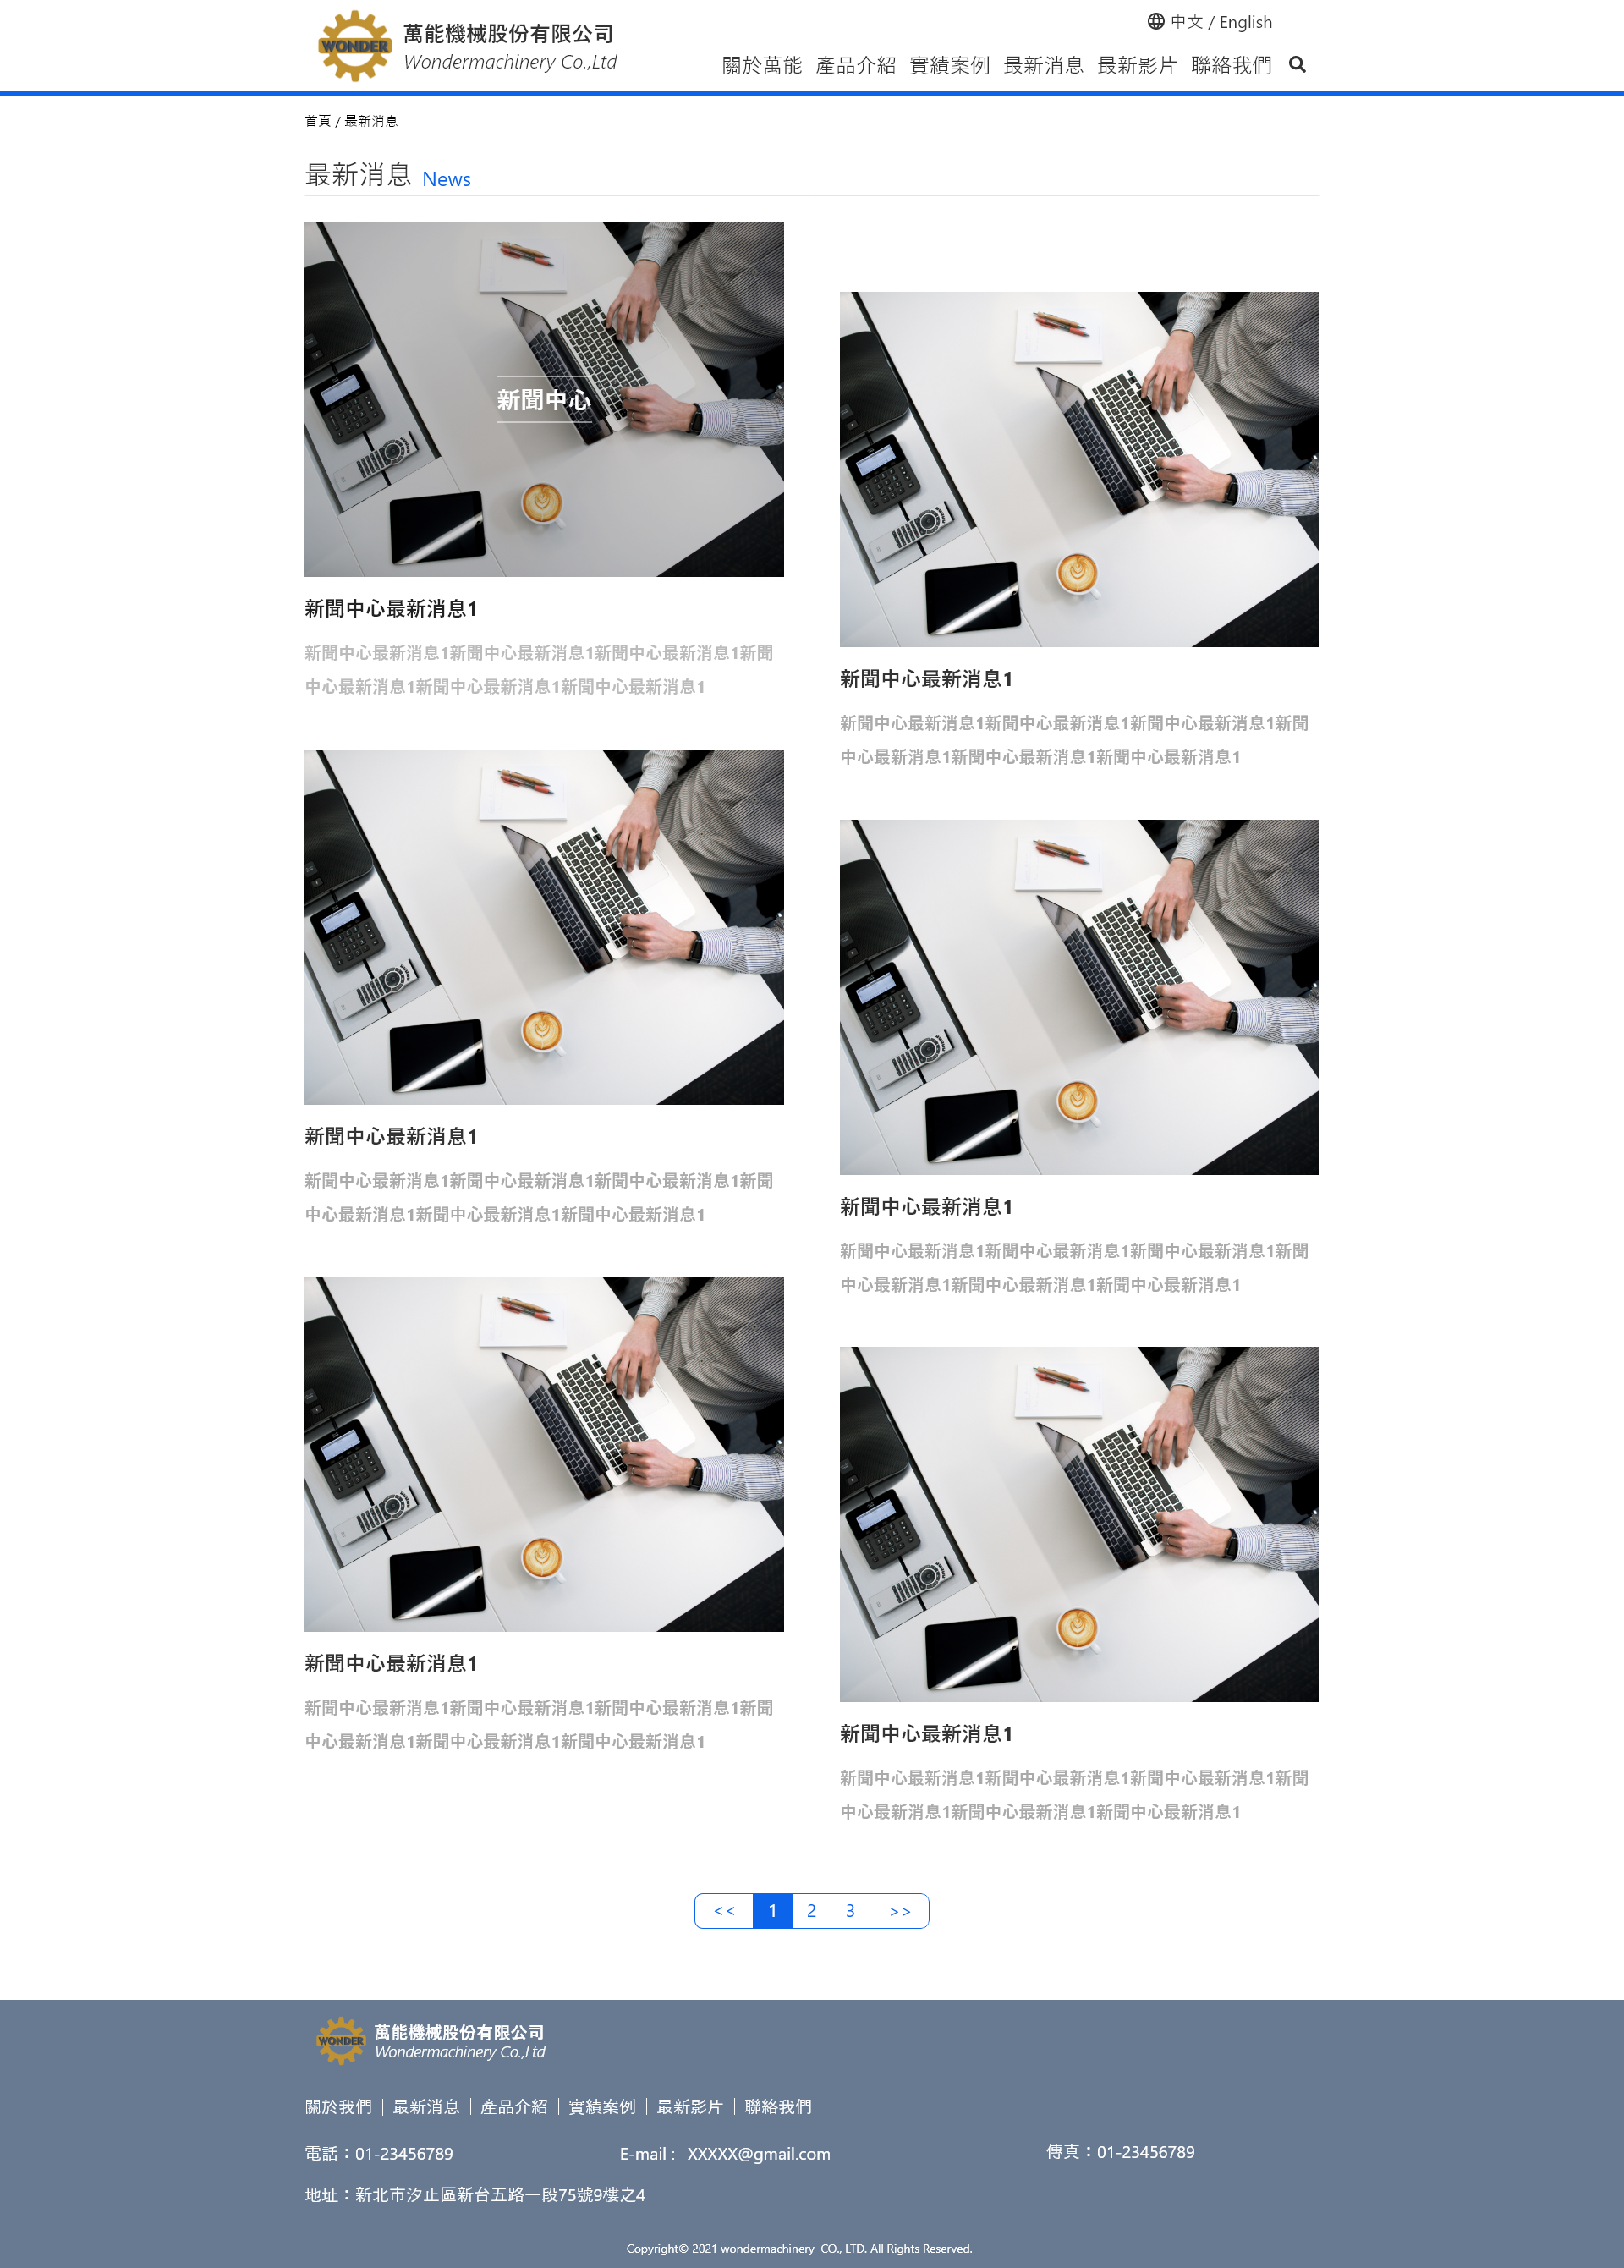 WONDER
萬能機械股份有限公司
Wondermachinery Co.,Ltd
中文 / English
關於萬能 產品介紹 實績案例 最新消息 最新影片 聯絡我們
首頁 / 最新消息
最新消息 News
新聞中心
新聞中心最新消息1
新聞中心最新消息1新聞中心最新消息1新聞中心最新消息1新聞
中心最新消息1新聞中心最新消息1新聞中心最新消息1
新聞中心最新消息1
新聞中心最新消息1新聞中心最新消息1新聞中心最新消息1新聞
中心最新消息1新聞中心最新消息1新聞中心最新消息1
新聞中心最新消息1
新聞中心最新消息1新聞中心最新消息1新聞中心最新消息1新聞
中心最新消息1新聞中心最新消息1新聞中心最新消息1
新聞中心最新消息1
新聞中心最新消息1新聞中心最新消息1新聞中心最新消息1新聞
中心最新消息1新聞中心最新消息1新聞中心最新消息1
新聞中心最新消息1
新聞中心最新消息1新聞中心最新消息1新聞中心最新消息1新聞
中心最新消息1新聞中心最新消息1新聞中心最新消息1
新聞中心最新消息1
新聞中心最新消息1新聞中心最新消息1新聞中心最新消息1新聞
中心最新消息1新聞中心最新消息1新聞中心最新消息1
<< 1 2 3 >>
WONDER
萬能機械股份有限公司
Wondermachinery Co.,Ltd
關於我們 | 最新消息 | 產品介紹 | 實績案例 | 最新影片 | 聯絡我們
電話：01-23456789 E-mail : XXXXX@gmail.com 傳真：01-23456789
地址：新北市汐止區新台五路一段75號9樓之4
Copyright© 2021 wondermachinery CO., LTD. All Rights Reserved.